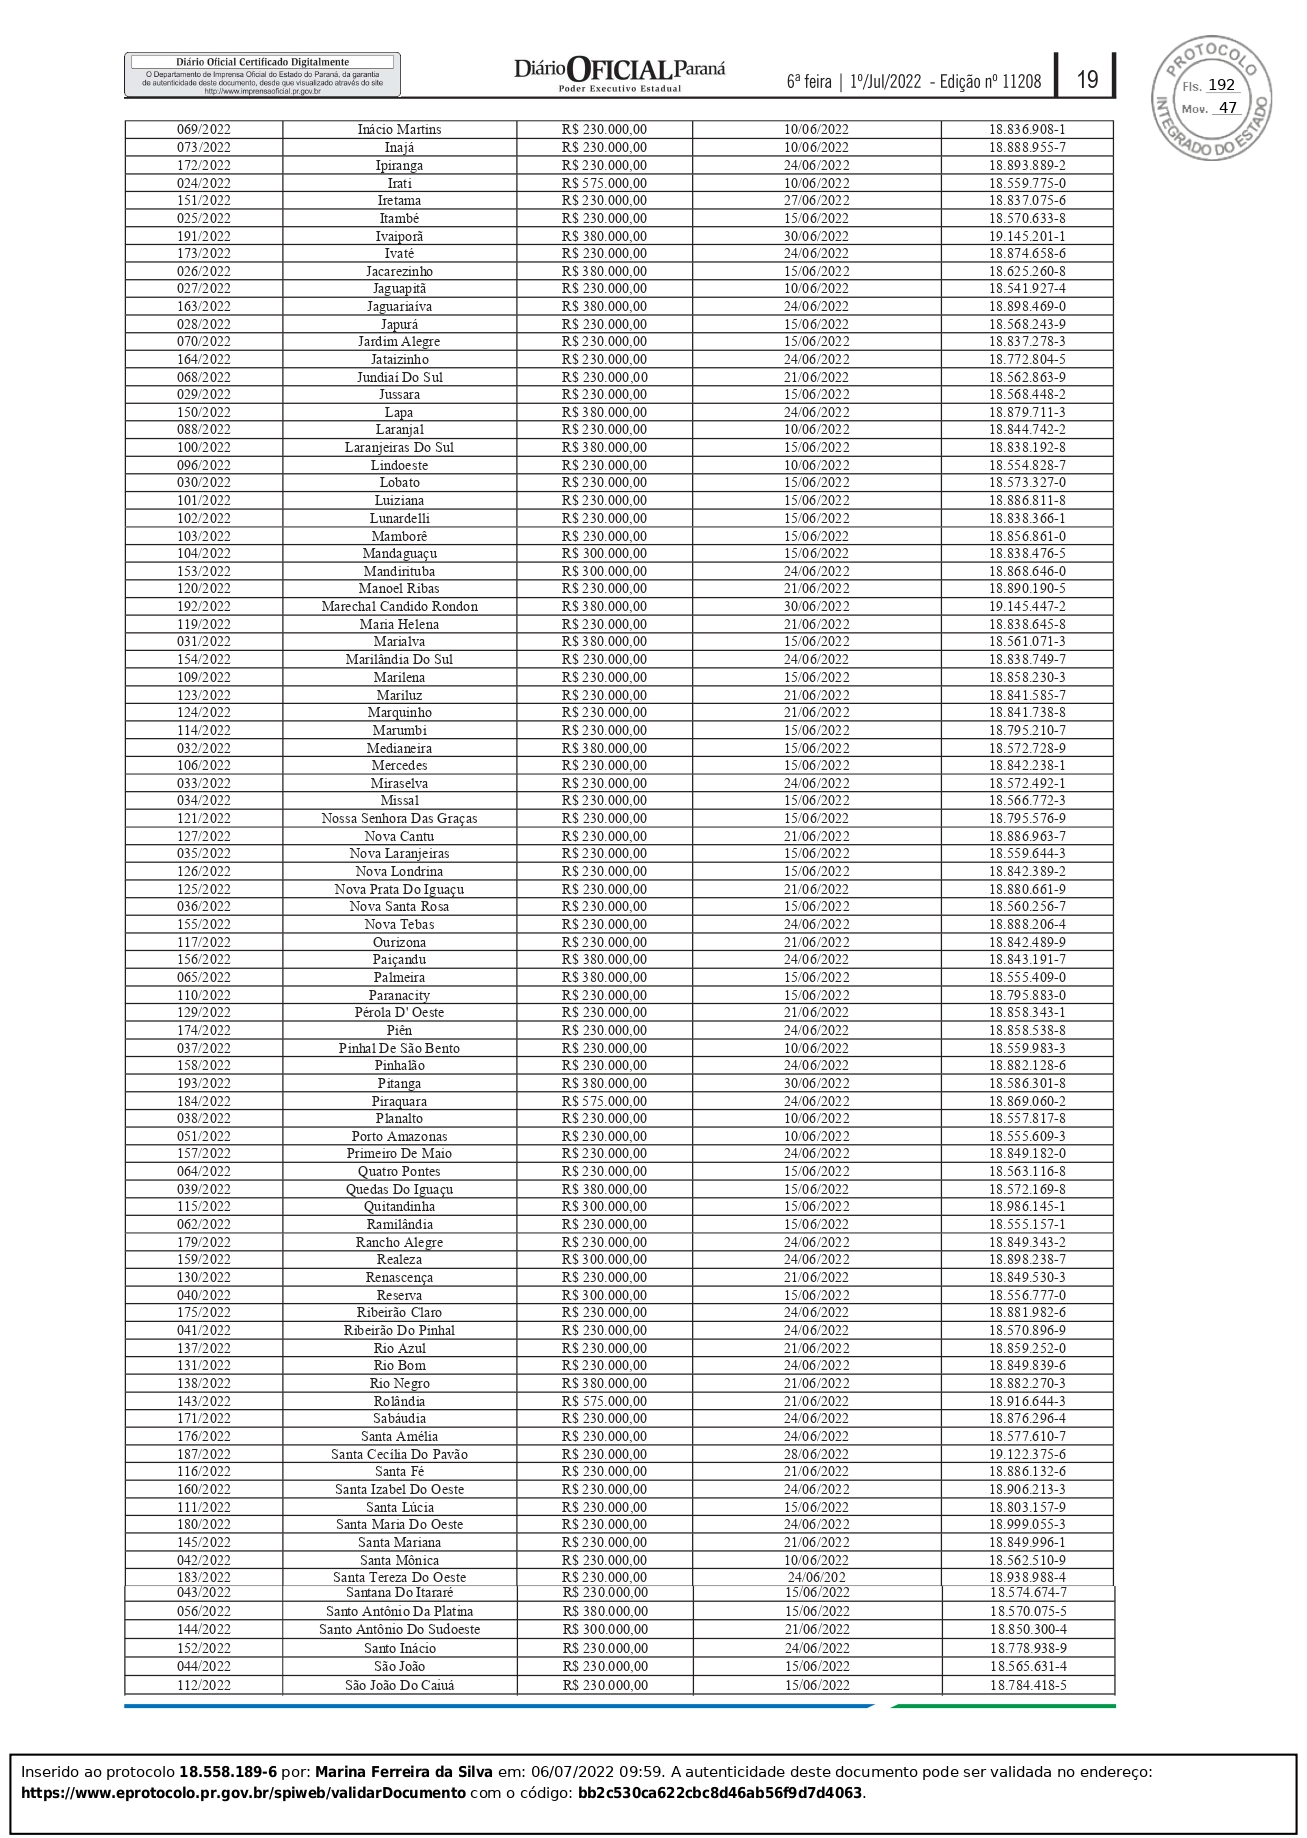 Diário Oficial Certificado Digitalmente
O Departamento de Imprensa Oficial do Estado do Paraná, da garantia
de autenticidade deste documento, desde que visualizado através do site
http://www.imprensaoficial.pr.gov.br
Diário OFICIAL Paraná
Poder Executivo Estadual
6ª feira | 1º/Jul/2022 - Edição nº 11208 19
PROTOCOLO INTEGRADO DO ESTADO
Fls. 192
Mov. 47
069/2022 Inácio Martins R$ 230.000,00 10/06/2022 18.836.908-1
073/2022 Inajá R$ 230.000,00 10/06/2022 18.888.955-7
172/2022 Ipiranga R$ 230.000,00 24/06/2022 18.893.889-2
024/2022 Irati R$ 575.000,00 10/06/2022 18.559.775-0
151/2022 Iretama R$ 230.000,00 27/06/2022 18.837.075-6
025/2022 Itambé R$ 230.000,00 15/06/2022 18.570.633-8
191/2022 Ivaiporã R$ 380.000,00 30/06/2022 19.145.201-1
173/2022 Ivaté R$ 230.000,00 24/06/2022 18.874.658-6
026/2022 Jacarezinho R$ 380.000,00 15/06/2022 18.625.260-8
027/2022 Jaguapitã R$ 230.000,00 10/06/2022 18.541.927-4
163/2022 Jaguariaíva R$ 380.000,00 24/06/2022 18.898.469-0
028/2022 Japurá R$ 230.000,00 15/06/2022 18.568.243-9
070/2022 Jardim Alegre R$ 230.000,00 15/06/2022 18.837.278-3
164/2022 Jataizinho R$ 230.000,00 24/06/2022 18.772.804-5
068/2022 Jundiaí Do Sul R$ 230.000,00 21/06/2022 18.562.863-9
029/2022 Jussara R$ 230.000,00 15/06/2022 18.568.448-2
150/2022 Lapa R$ 380.000,00 24/06/2022 18.879.711-3
088/2022 Laranjal R$ 230.000,00 10/06/2022 18.844.742-2
100/2022 Laranjeiras Do Sul R$ 380.000,00 15/06/2022 18.838.192-8
096/2022 Lindoeste R$ 230.000,00 10/06/2022 18.554.828-7
030/2022 Lobato R$ 230.000,00 15/06/2022 18.573.327-0
101/2022 Luiziana R$ 230.000,00 15/06/2022 18.886.811-8
102/2022 Lunardelli R$ 230.000,00 15/06/2022 18.838.366-1
103/2022 Mamborê R$ 230.000,00 15/06/2022 18.856.861-0
104/2022 Mandaguaçu R$ 300.000,00 15/06/2022 18.838.476-5
153/2022 Mandirituba R$ 300.000,00 24/06/2022 18.868.646-0
120/2022 Manoel Ribas R$ 230.000,00 21/06/2022 18.890.190-5
192/2022 Marechal Candido Rondon R$ 380.000,00 30/06/2022 19.145.447-2
119/2022 Maria Helena R$ 230.000,00 21/06/2022 18.838.645-8
031/2022 Marialva R$ 380.000,00 15/06/2022 18.561.071-3
154/2022 Marilândia Do Sul R$ 230.000,00 24/06/2022 18.838.749-7
109/2022 Marilena R$ 230.000,00 15/06/2022 18.858.230-3
123/2022 Mariluz R$ 230.000,00 21/06/2022 18.841.585-7
124/2022 Marquinho R$ 230.000,00 21/06/2022 18.841.738-8
114/2022 Marumbi R$ 230.000,00 15/06/2022 18.795.210-7
032/2022 Medianeira R$ 380.000,00 15/06/2022 18.572.728-9
106/2022 Mercedes R$ 230.000,00 15/06/2022 18.842.238-1
033/2022 Miraselva R$ 230.000,00 24/06/2022 18.572.492-1
034/2022 Missal R$ 230.000,00 15/06/2022 18.566.772-3
121/2022 Nossa Senhora Das Graças R$ 230.000,00 15/06/2022 18.795.576-9
127/2022 Nova Cantu R$ 230.000,00 21/06/2022 18.886.963-7
035/2022 Nova Laranjeiras R$ 230.000,00 15/06/2022 18.559.644-3
126/2022 Nova Londrina R$ 230.000,00 15/06/2022 18.842.389-2
125/2022 Nova Prata Do Iguaçu R$ 230.000,00 21/06/2022 18.880.661-9
036/2022 Nova Santa Rosa R$ 230.000,00 15/06/2022 18.560.256-7
155/2022 Nova Tebas R$ 230.000,00 24/06/2022 18.888.206-4
117/2022 Ourizona R$ 230.000,00 21/06/2022 18.842.489-9
156/2022 Paiçandu R$ 380.000,00 24/06/2022 18.843.191-7
065/2022 Palmeira R$ 380.000,00 15/06/2022 18.555.409-0
110/2022 Paranacity R$ 230.000,00 15/06/2022 18.795.883-0
129/2022 Pérola D' Oeste R$ 230.000,00 21/06/2022 18.858.343-1
174/2022 Piên R$ 230.000,00 24/06/2022 18.858.538-8
037/2022 Pinhal De São Bento R$ 230.000,00 10/06/2022 18.559.983-3
158/2022 Pinhalão R$ 230.000,00 24/06/2022 18.882.128-6
193/2022 Pitanga R$ 380.000,00 30/06/2022 18.586.301-8
184/2022 Piraquara R$ 575.000,00 24/06/2022 18.869.060-2
038/2022 Planalto R$ 230.000,00 10/06/2022 18.557.817-8
051/2022 Porto Amazonas R$ 230.000,00 10/06/2022 18.555.609-3
157/2022 Primeiro De Maio R$ 230.000,00 24/06/2022 18.849.182-0
064/2022 Quatro Pontes R$ 230.000,00 15/06/2022 18.563.116-8
039/2022 Quedas Do Iguaçu R$ 380.000,00 15/06/2022 18.572.169-8
115/2022 Quitandinha R$ 300.000,00 15/06/2022 18.986.145-1
062/2022 Ramilândia R$ 230.000,00 15/06/2022 18.555.157-1
179/2022 Rancho Alegre R$ 230.000,00 24/06/2022 18.849.343-2
159/2022 Realeza R$ 300.000,00 24/06/2022 18.898.238-7
130/2022 Renascença R$ 230.000,00 21/06/2022 18.849.530-3
040/2022 Reserva R$ 300.000,00 15/06/2022 18.556.777-0
175/2022 Ribeirão Claro R$ 230.000,00 24/06/2022 18.881.982-6
041/2022 Ribeirão Do Pinhal R$ 230.000,00 24/06/2022 18.570.896-9
137/2022 Rio Azul R$ 230.000,00 21/06/2022 18.859.252-0
131/2022 Rio Bom R$ 230.000,00 24/06/2022 18.849.839-6
138/2022 Rio Negro R$ 380.000,00 21/06/2022 18.882.270-3
143/2022 Rolândia R$ 575.000,00 21/06/2022 18.916.644-3
171/2022 Sabáudia R$ 230.000,00 24/06/2022 18.876.296-4
176/2022 Santa Amélia R$ 230.000,00 24/06/2022 18.577.610-7
187/2022 Santa Cecília Do Pavão R$ 230.000,00 28/06/2022 19.122.375-6
116/2022 Santa Fé R$ 230.000,00 21/06/2022 18.886.132-6
160/2022 Santa Izabel Do Oeste R$ 230.000,00 24/06/2022 18.906.213-3
111/2022 Santa Lúcia R$ 230.000,00 15/06/2022 18.803.157-9
180/2022 Santa Maria Do Oeste R$ 230.000,00 24/06/2022 18.999.055-3
145/2022 Santa Mariana R$ 230.000,00 21/06/2022 18.849.996-1
042/2022 Santa Mônica R$ 230.000,00 10/06/2022 18.562.510-9
183/2022 Santa Tereza Do Oeste R$ 230.000,00 24/06/202 18.938.988-4
043/2022 Santana Do Itararé R$ 230.000,00 15/06/2022 18.574.674-7
056/2022 Santo Antônio Da Platina R$ 380.000,00 15/06/2022 18.570.075-5
144/2022 Santo Antônio Do Sudoeste R$ 300.000,00 21/06/2022 18.850.300-4
152/2022 Santo Inácio R$ 230.000,00 24/06/2022 18.778.938-9
044/2022 São João R$ 230.000,00 15/06/2022 18.565.631-4
112/2022 São João Do Caiuá R$ 230.000,00 15/06/2022 18.784.418-5
Inserido ao protocolo 18.558.189-6 por: Marina Ferreira da Silva em: 06/07/2022 09:59. A autenticidade deste documento pode ser validada no endereço:
https://www.eprotocolo.pr.gov.br/spiweb/validarDocumento com o código: bb2c530ca622cbc8d46ab56f9d7d4063.